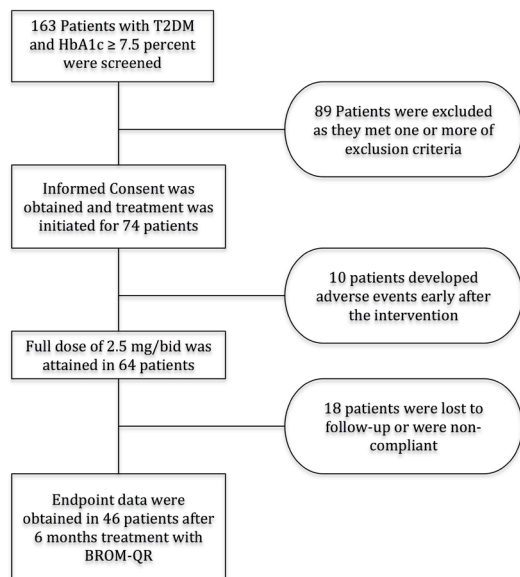 163 Patients with T2DM
and HbA1c ≥ 7.5 percent
were screened
89 Patients were excluded
as they met one or more of
exclusion criteria
Informed Consent was
obtained and treatment was
initiated for 74 patients
10 patients developed
adverse events early after
the intervention
Full dose of 2.5 mg/bid was
attained in 64 patients
18 patients were lost to
follow-up or were non-
compliant
Endpoint data were
obtained in 46 patients after
6 months treatment with
BROM-QR